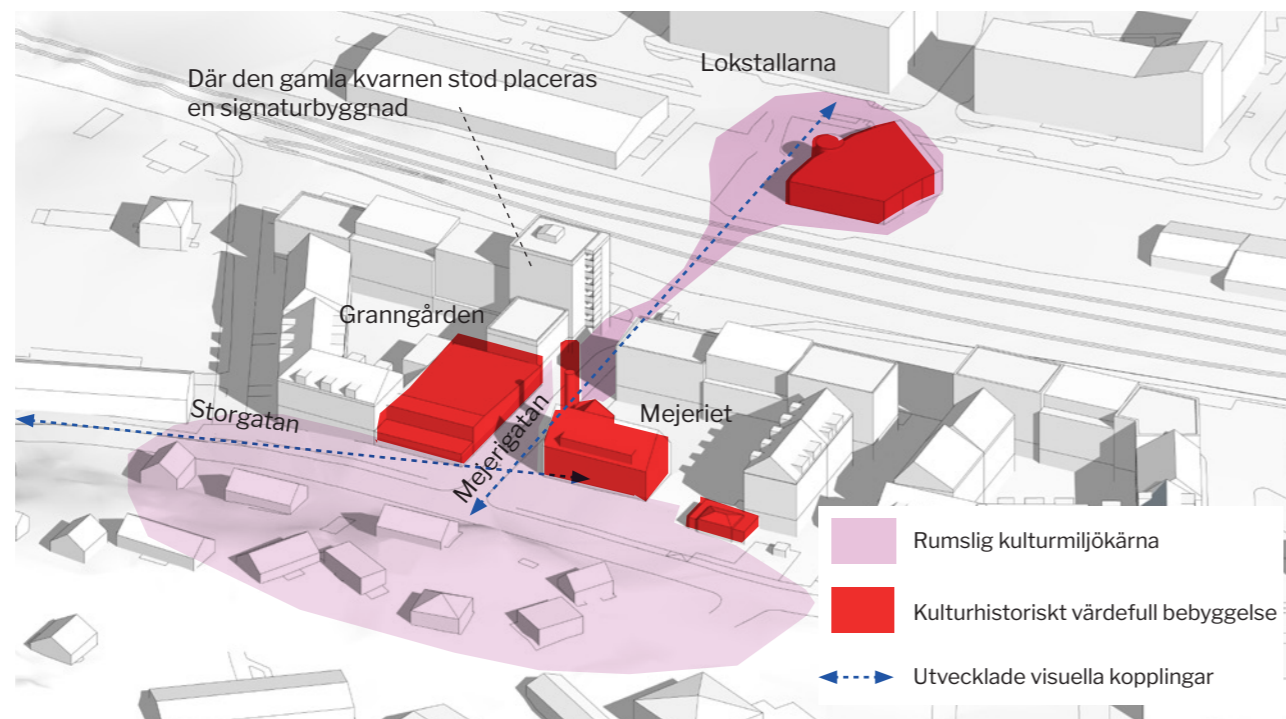 Lokstallarna
Där den gamla kvarnen stod placeras
en signaturbyggnad
Granngården
Storgatan
Mejerigatan
Mejeriet
Rumslig kulturmiljökärna
Kulturhistoriskt värdefull bebyggelse
Utvecklade visuella kopplingar